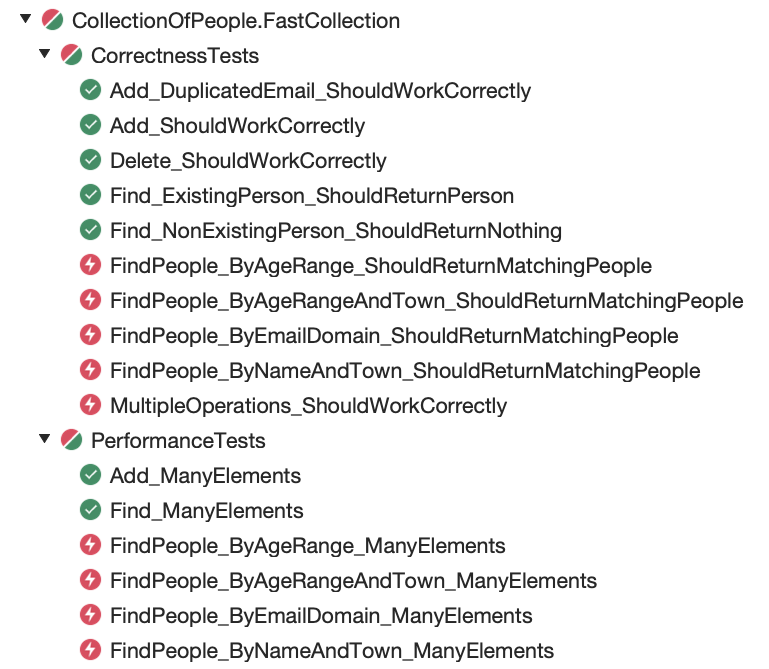 CollectionOfPeople.FastCollection
CorrectnessTests
Add_DuplicatedEmail_ShouldWorkCorrectly
Add_ShouldWorkCorrectly
Delete_ShouldWorkCorrectly
Find_ExistingPerson_ShouldReturnPerson
Find_NonExistingPerson_ShouldReturnNothing
FindPeople_ByAgeRange_ShouldReturnMatchingPeople
FindPeople_ByAgeRangeAndTown_ShouldReturnMatchingPeople
FindPeople_ByEmailDomain_ShouldReturnMatchingPeople
FindPeople_ByNameAndTown_ShouldReturnMatchingPeople
MultipleOperations_ShouldWorkCorrectly
PerformanceTests
Add_ManyElements
Find_ManyElements
FindPeople_ByAgeRange_ManyElements
FindPeople_ByAgeRangeAndTown_ManyElements
FindPeople_ByEmailDomain_ManyElements
FindPeople_ByNameAndTown_ManyElements